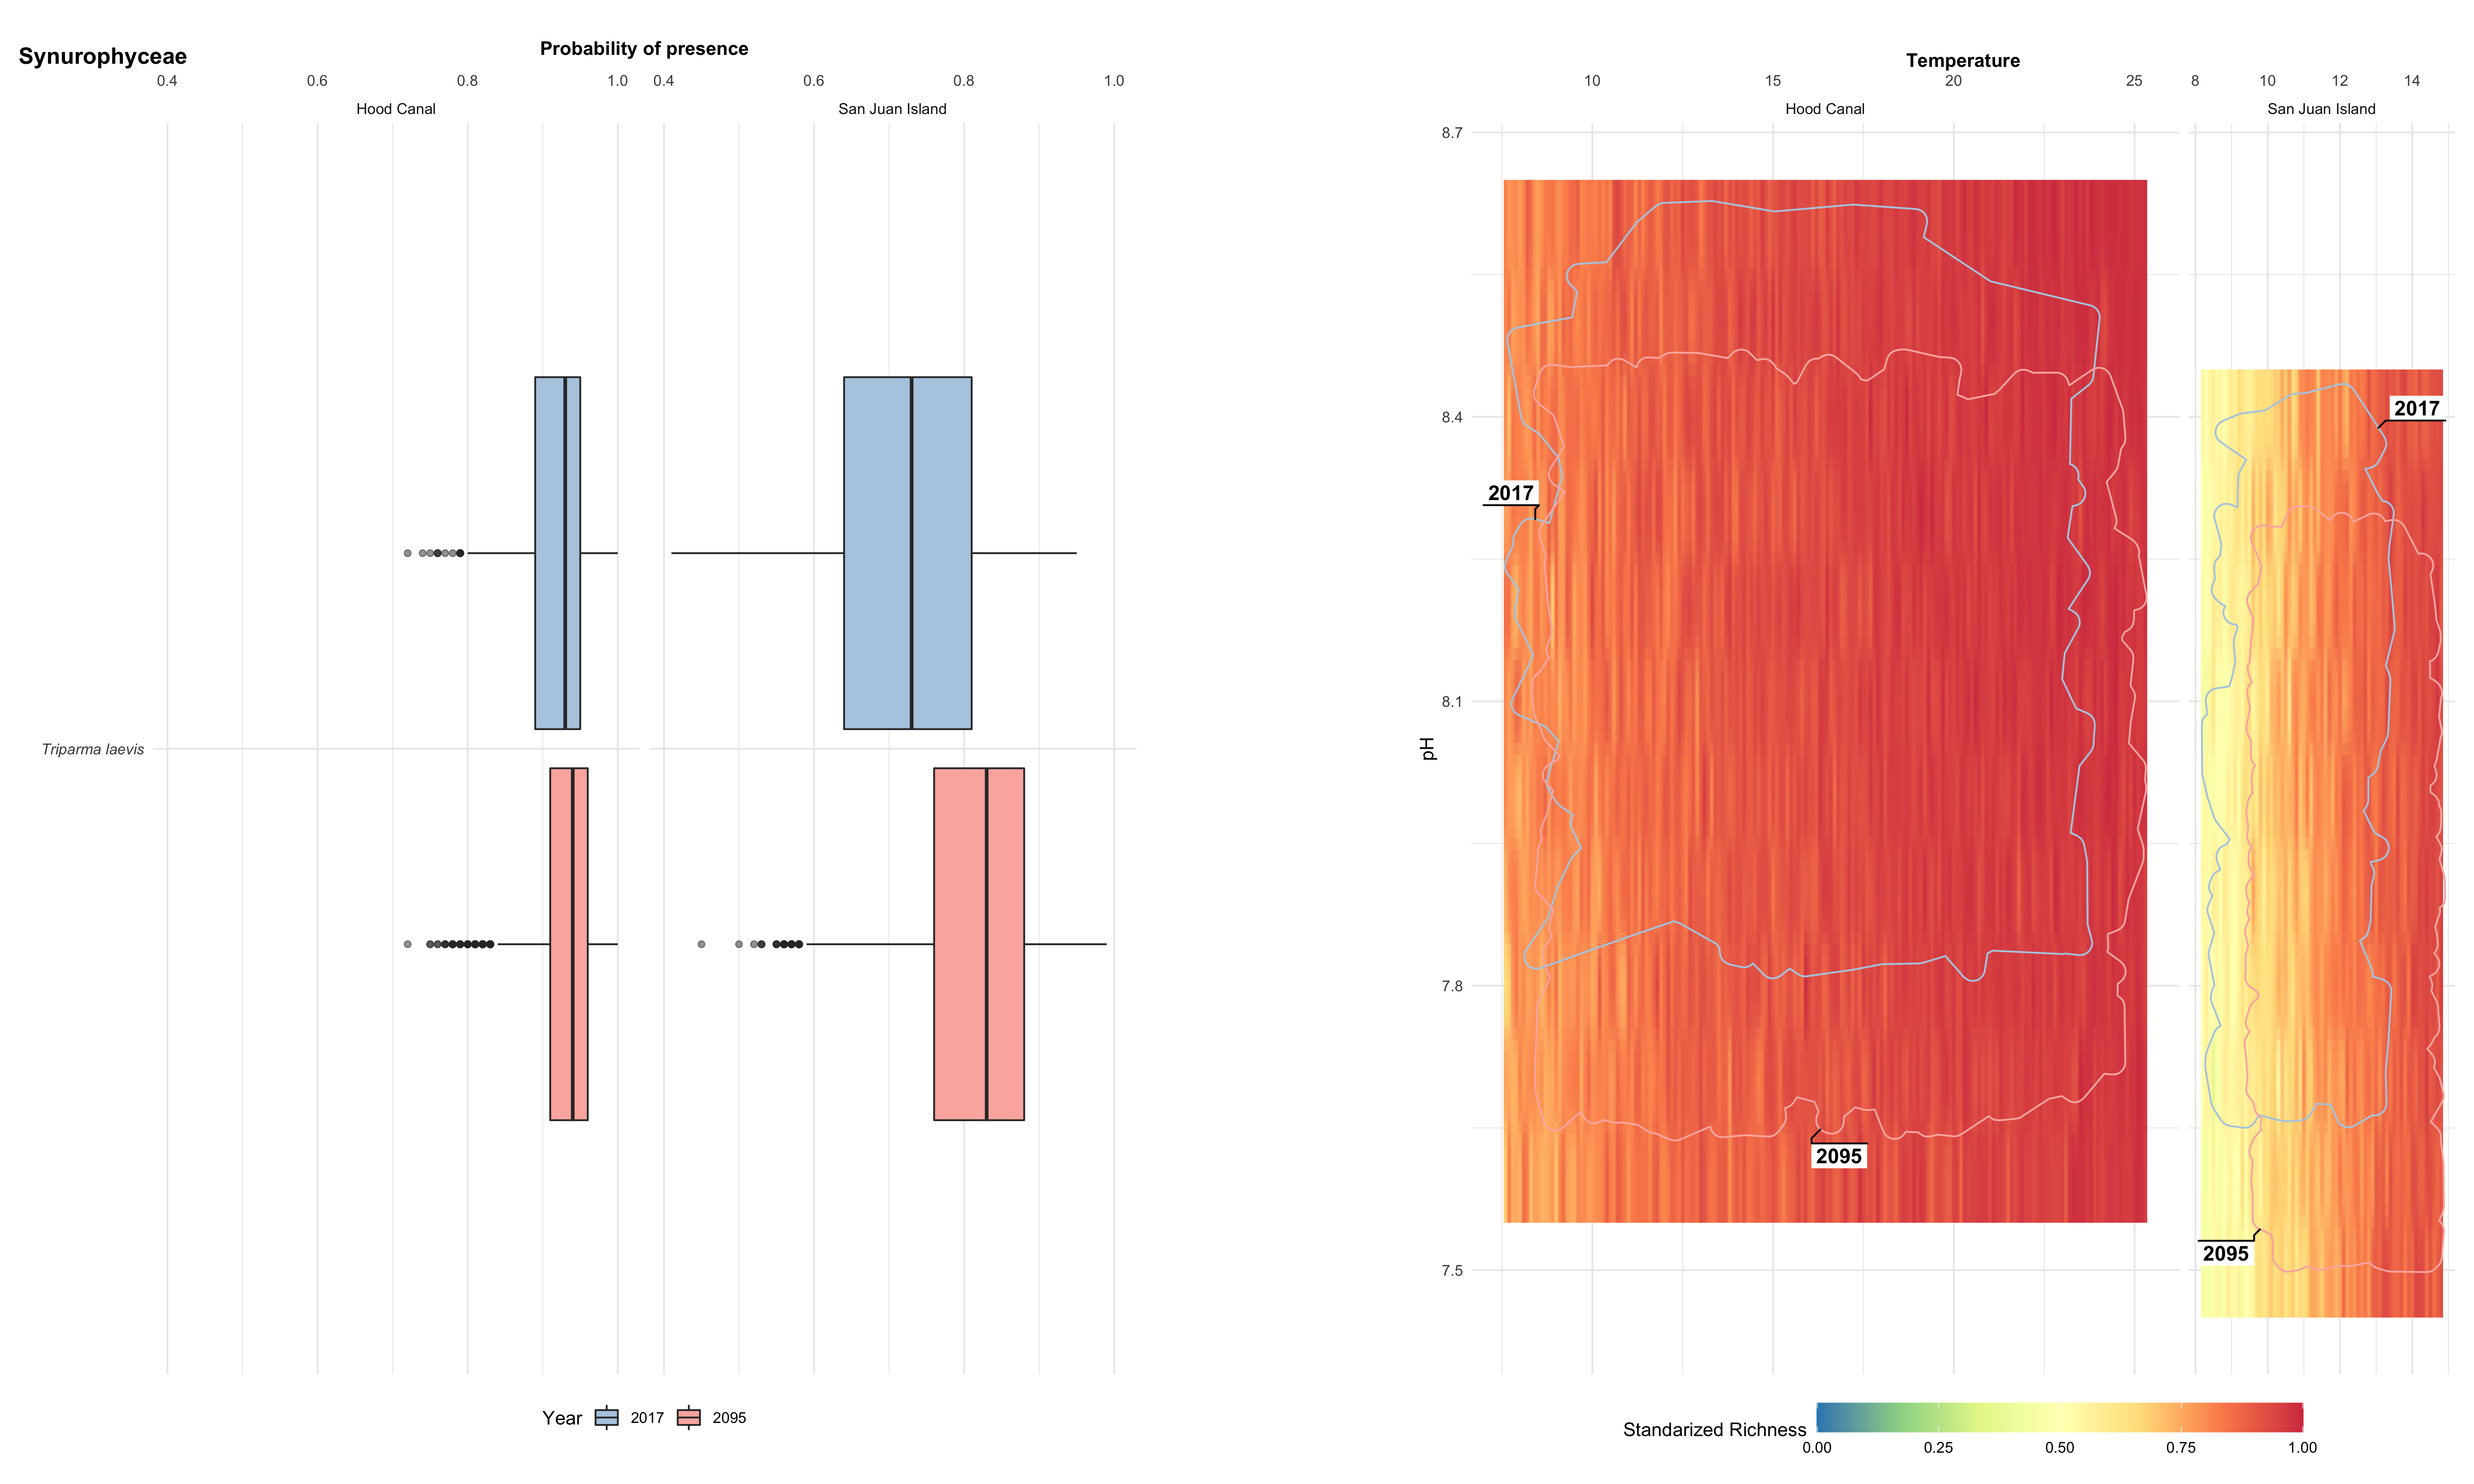 Synurophyceae
Probability of presence
0.4 0.6 0.8 1.0 0.4 0.6 0.8 1.0
Hood Canal San Juan Island
Triparma laevis
Year 2017 2095
Temperature
10 15 20 25 8 10 12 14
Hood Canal San Juan Island
8.7
8.4
8.1
7.8
7.5
pH
2017
2017
2095
2095
Standarized Richness
0.00 0.25 0.50 0.75 1.00